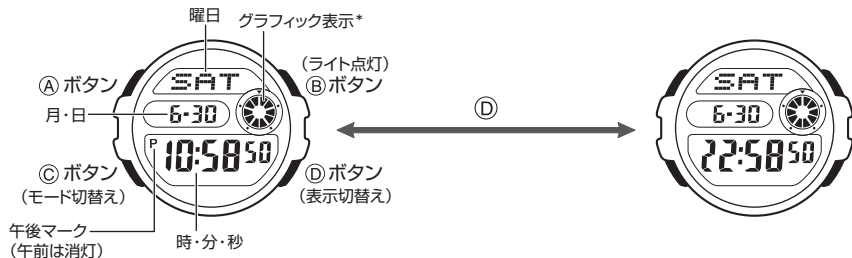 曜日
グラフィック表示*
(ライト点灯)
Ⓐ ボタン
Ⓑ ボタン
SAT
月・日
6-30
P 10:58 50
Ⓒ ボタン
(モード切替え)
Ⓓ ボタン
(表示切替え)
午後マーク
(午前は消灯)
時・分・秒
Ⓓ
SAT
6-30
22:58 50